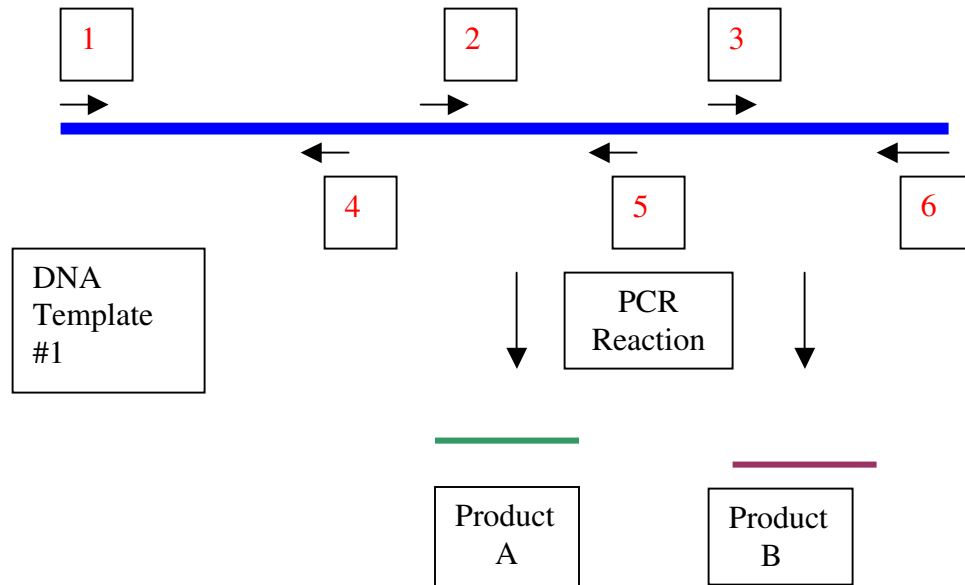 1
2
3
4
5
6
DNA
Template
#1
PCR
Reaction
Product
A
Product
B